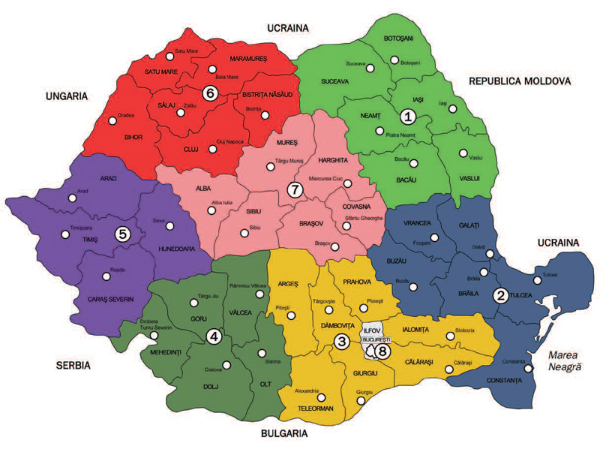 UCRAINA
BOTOȘANI
Botoșani
Satu Mare
MARAMUREȘ
SATU MARE
Baia Mare
Suceava
SUCEAVA
REPUBLICA MOLDOVA
UNGARIA
6
BISTRIȚA NĂSĂUD
SĂLAJ
Zalău
Bistrița
IAȘI
Iași
Oradea
NEAMȚ
1
BIHOR
Piatra Neamț
CLUJ
Cluj Napoca
MUREȘ
HARGHITA
Bacău
Vaslui
Târgu Mureș
BACĂU
VASLUI
ARAD
Miercurea Ciuc
Arad
ALBA
7
Alba Iulia
SIBIU
COVASNA
Sfântu Gheorghe
VRANCEA
GALAȚI
Timișoara
Deva
BRAȘOV
TIMIȘ
5
Sibiu
Focșani
UCRAINA
HUNEDOARA
Brașov
Galați
BUZĂU
Reșița
Brăila
Tulcea
CARAȘ SEVERIN
Râmnicu Vâlcea
ARGEȘ
PRAHOVA
Buzău
BRĂILA
2
TULCEA
Târgu Jiu
Târgoviște
Ploiești
GORJ
VÂLCEA
Pitești
Drobeta
Turnu Severin
DÂMBOVIȚA
ILFOV
IALOMIȚA
Slobozia
4
3
BUCUREȘTI
8
MEHEDINȚI
Slatina
Marea
Neagră
SERBIA
Craiova
CĂLĂRAȘI
Călărași
Constanța
GIURGIU
CONSTANȚA
DOLJ
OLT
Alexandria
Giurgiu
TELEORMAN
BULGARIA